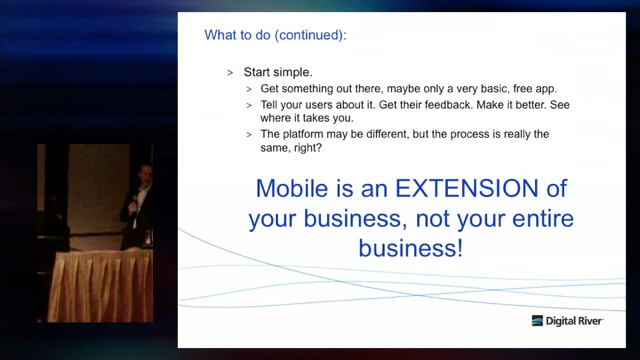 What to do (continued):
> Start simple.
> Get something out there, maybe only a very basic, free app.
> Tell your users about it. Get their feedback. Make it better. See
where it takes you.
> The platform may be different, but the process is really the
same, right?
Mobile is an EXTENSION of
your business, not your entire
business!
Digital River